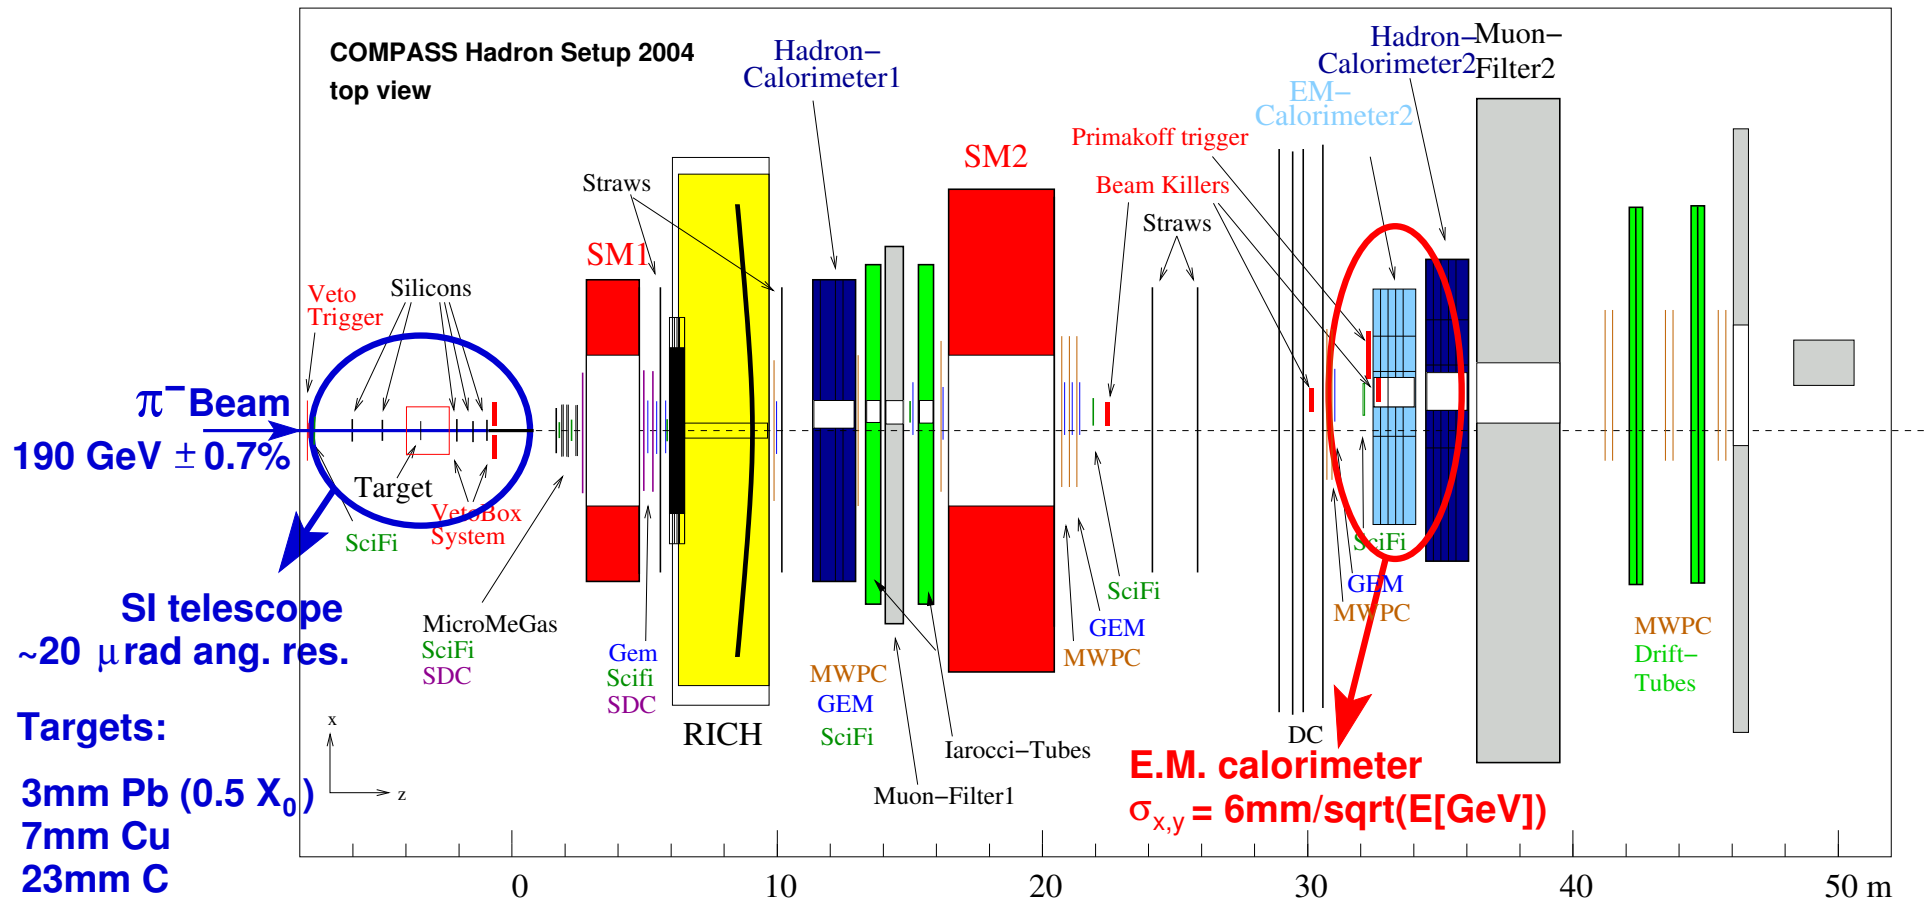 COMPASS Hadron Setup 2004
top view
Hadron−
Calorimeter1
Hadron−
Calorimeter2
Muon−
Filter2
EM−
Calorimeter2
Primakoff trigger
SM2
Beam Killers
Straws
Straws
SM1
Veto
Trigger
Silicons
π⁻ Beam
190 GeV ± 0.7%
Target
VetoBox
System
SciFi
SI telescope
~20 μrad ang. res.
MicroMeGas
SciFi
SDC
Gem
Scifi
SDC
RICH
MWPC
GEM
SciFi
Iarocci−Tubes
Muon−Filter1
SciFi
GEM
MWPC
DC
SciFi
GEM
MWPC
MWPC
Drift−
Tubes
E.M. calorimeter
σx,y = 6mm/sqrt(E[GeV])
Targets:
3mm Pb (0.5 X₀)
7mm Cu
23mm C
x
z
0 10 20 30 40 50 m